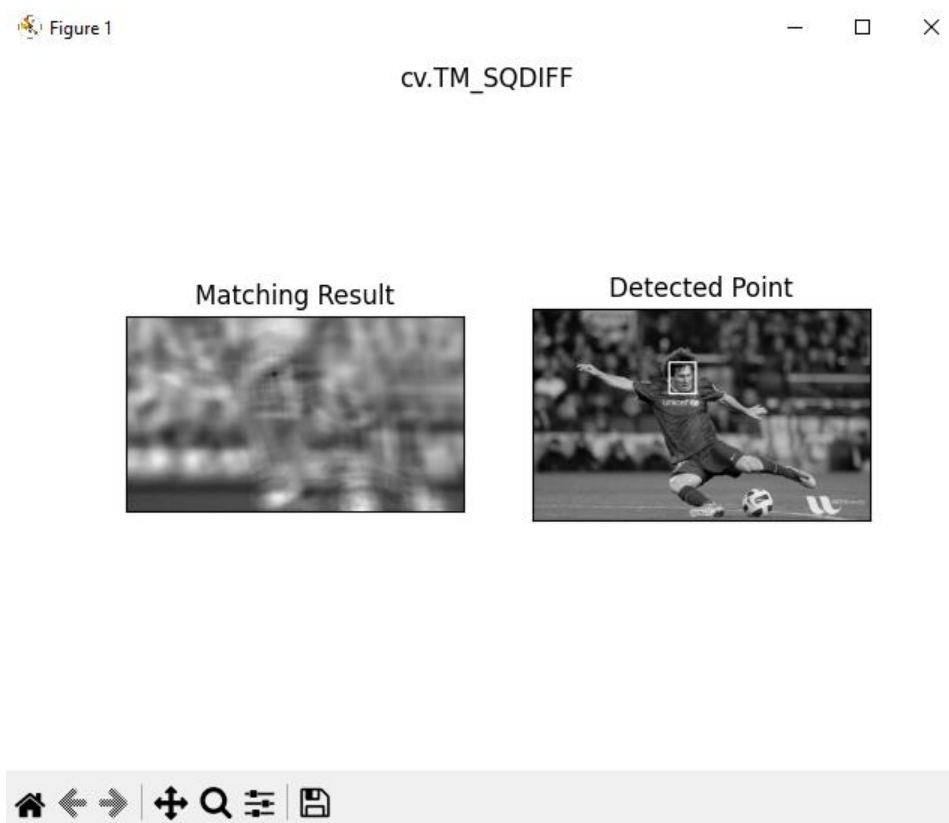 Figure 1
cv.TM_SQDIFF
Matching Result
Detected Point
unicef